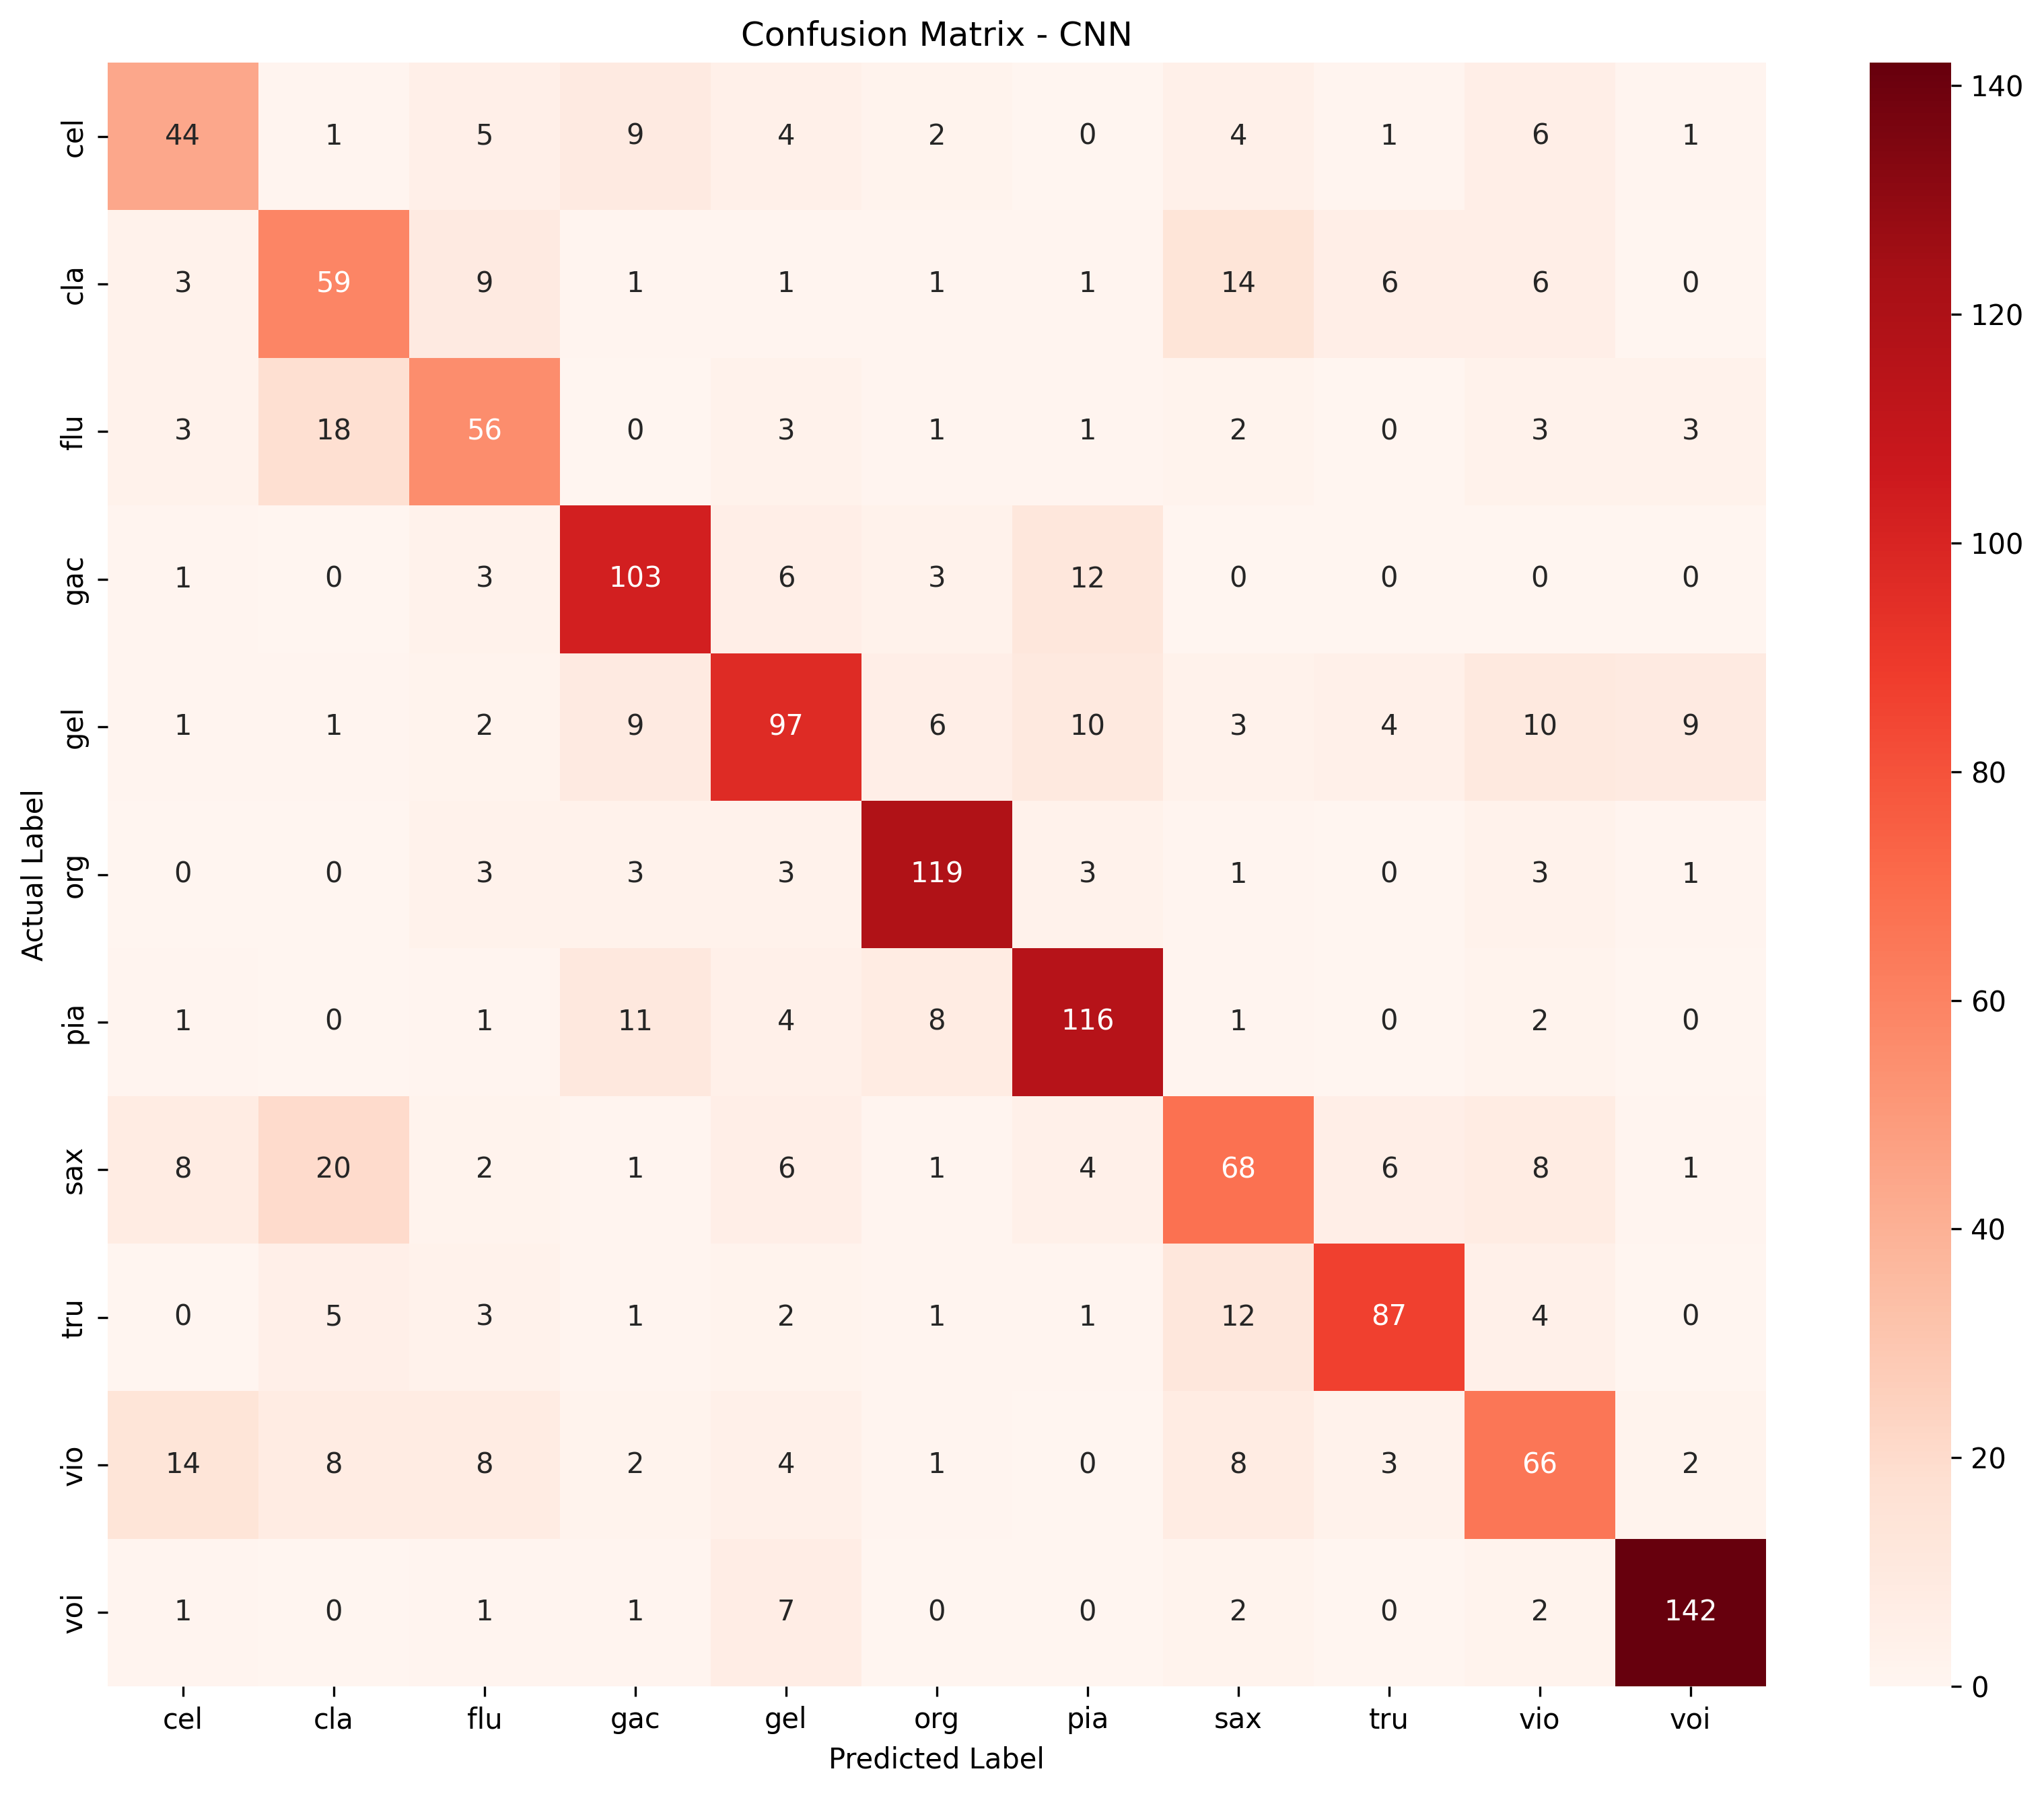 Confusion Matrix - CNN
cel 44 1 5 9 4 2 0 4 1 6 1
cla 3 59 9 1 1 1 1 14 6 6 0
flu 3 18 56 0 3 1 1 2 0 3 3
gac 1 0 3 103 6 3 12 0 0 0 0
gel 1 1 2 9 97 6 10 3 4 10 9
org 0 0 3 3 3 119 3 1 0 3 1
pia 1 0 1 11 4 8 116 1 0 2 0
sax 8 20 2 1 6 1 4 68 6 8 1
tru 0 5 3 1 2 1 1 12 87 4 0
vio 14 8 8 2 4 1 0 8 3 66 2
voi 1 0 1 1 7 0 0 2 0 2 142
cel cla flu gac gel org pia sax tru vio voi
Predicted Label
Actual Label
140
120
100
80
60
40
20
0